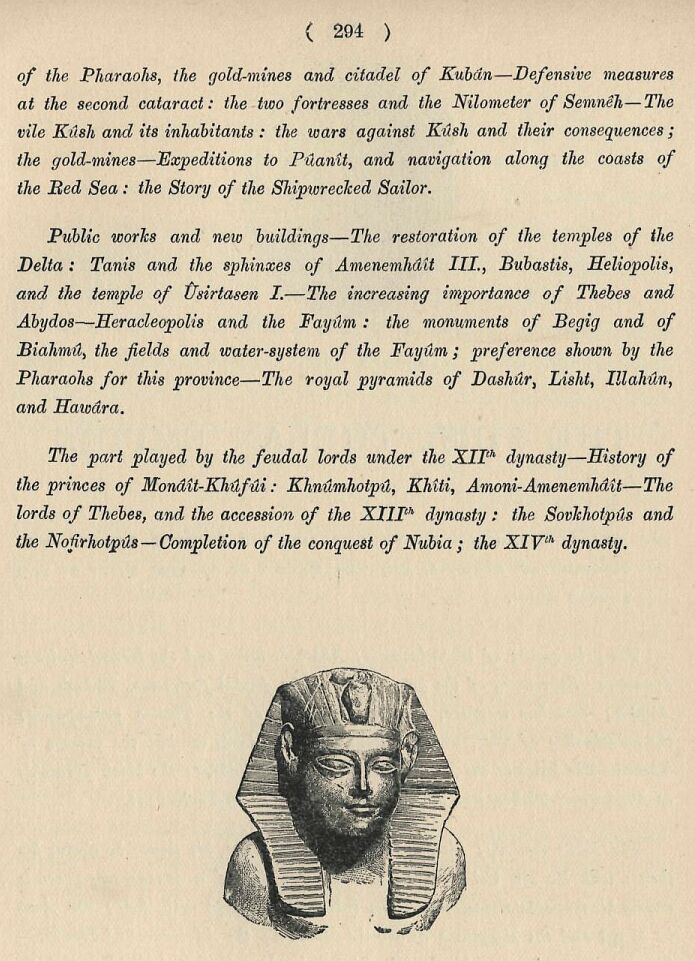 ( 294 )
of the Pharaohs, the gold-mines and citadel of Kubân—Defensive measures
at the second cataract: the two fortresses and the Nilometer of Semnêh—The
vile Kûsh and its inhabitants: the wars against Kûsh and their consequences;
the gold-mines—Expeditions to Pûanît, and navigation along the coasts of
the Red Sea: the Story of the Shipwrecked Sailor.
Public works and new buildings—The restoration of the temples of the
Delta: Tanis and the sphinxes of Amenemhâît III., Bubastis, Heliopolis,
and the temple of Ûsirtasen I.—The increasing importance of Thebes and
Abydos—Heracleopolis and the Fayûm: the monuments of Begig and of
Biahmû, the fields and water-system of the Fayûm; preference shown by the
Pharaohs for this province—The royal pyramids of Dashûr, Lisht, Illahûn,
and Hawâra.
The part played by the feudal lords under the XIIth dynasty—History of
the princes of Monâît-Khûfûi: Khnûmhotpû, Khîti, Amoni-Amenemhâît—The
lords of Thebes, and the accession of the XIIIth dynasty: the Sovkhotpûs and
the Nofirhotpûs—Completion of the conquest of Nubia; the XIVth dynasty.